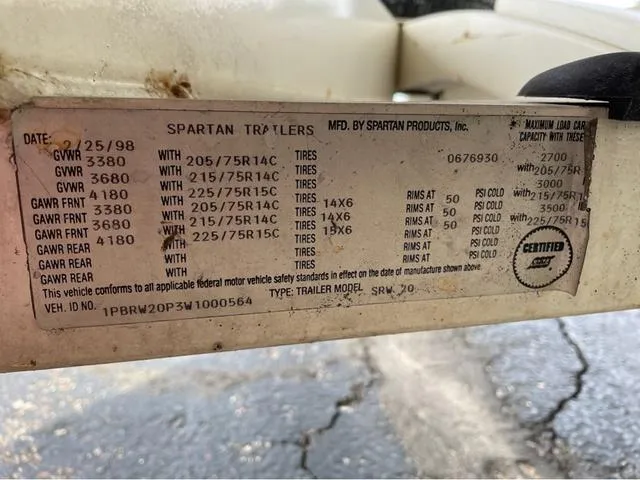 DATE: 2/25/98 SPARTAN TRAILERS MFD. BY SPARTAN PRODUCTS, Inc. MAXIMUM LOAD CAR
CAPACITY WITH THESE
GVWR 3380 WITH 205/75R14C TIRES 0676930 2700
with 205/75R
GVWR 3680 WITH 215/75R14C TIRES 3000
with 215/75R1
GVWR 4180 WITH 225/75R15C TIRES 3500
with 225/75R15
GAWR FRNT 3380 WITH 205/75R14C TIRES 14X6 RIMS AT 50 PSI COLD
GAWR FRNT 3680 WITH 215/75R14C TIRES 14X6 RIMS AT 50 PSI COLD
GAWR FRNT 4180 WITH 225/75R15C TIRES 15X6 RIMS AT 50 PSI COLD
GAWR REAR WITH TIRES RIMS AT PSI COLD
GAWR REAR WITH TIRES RIMS AT PSI COLD
GAWR REAR WITH TIRES RIMS AT PSI COLD
This vehicle conforms to all applicable federal motor vehicle safety standards in effect on the date of manufacture shown above
VEH. ID NO. 1PBRW20P3W1000564 TYPE: TRAILER MODEL SRW 20
CERTIFIED